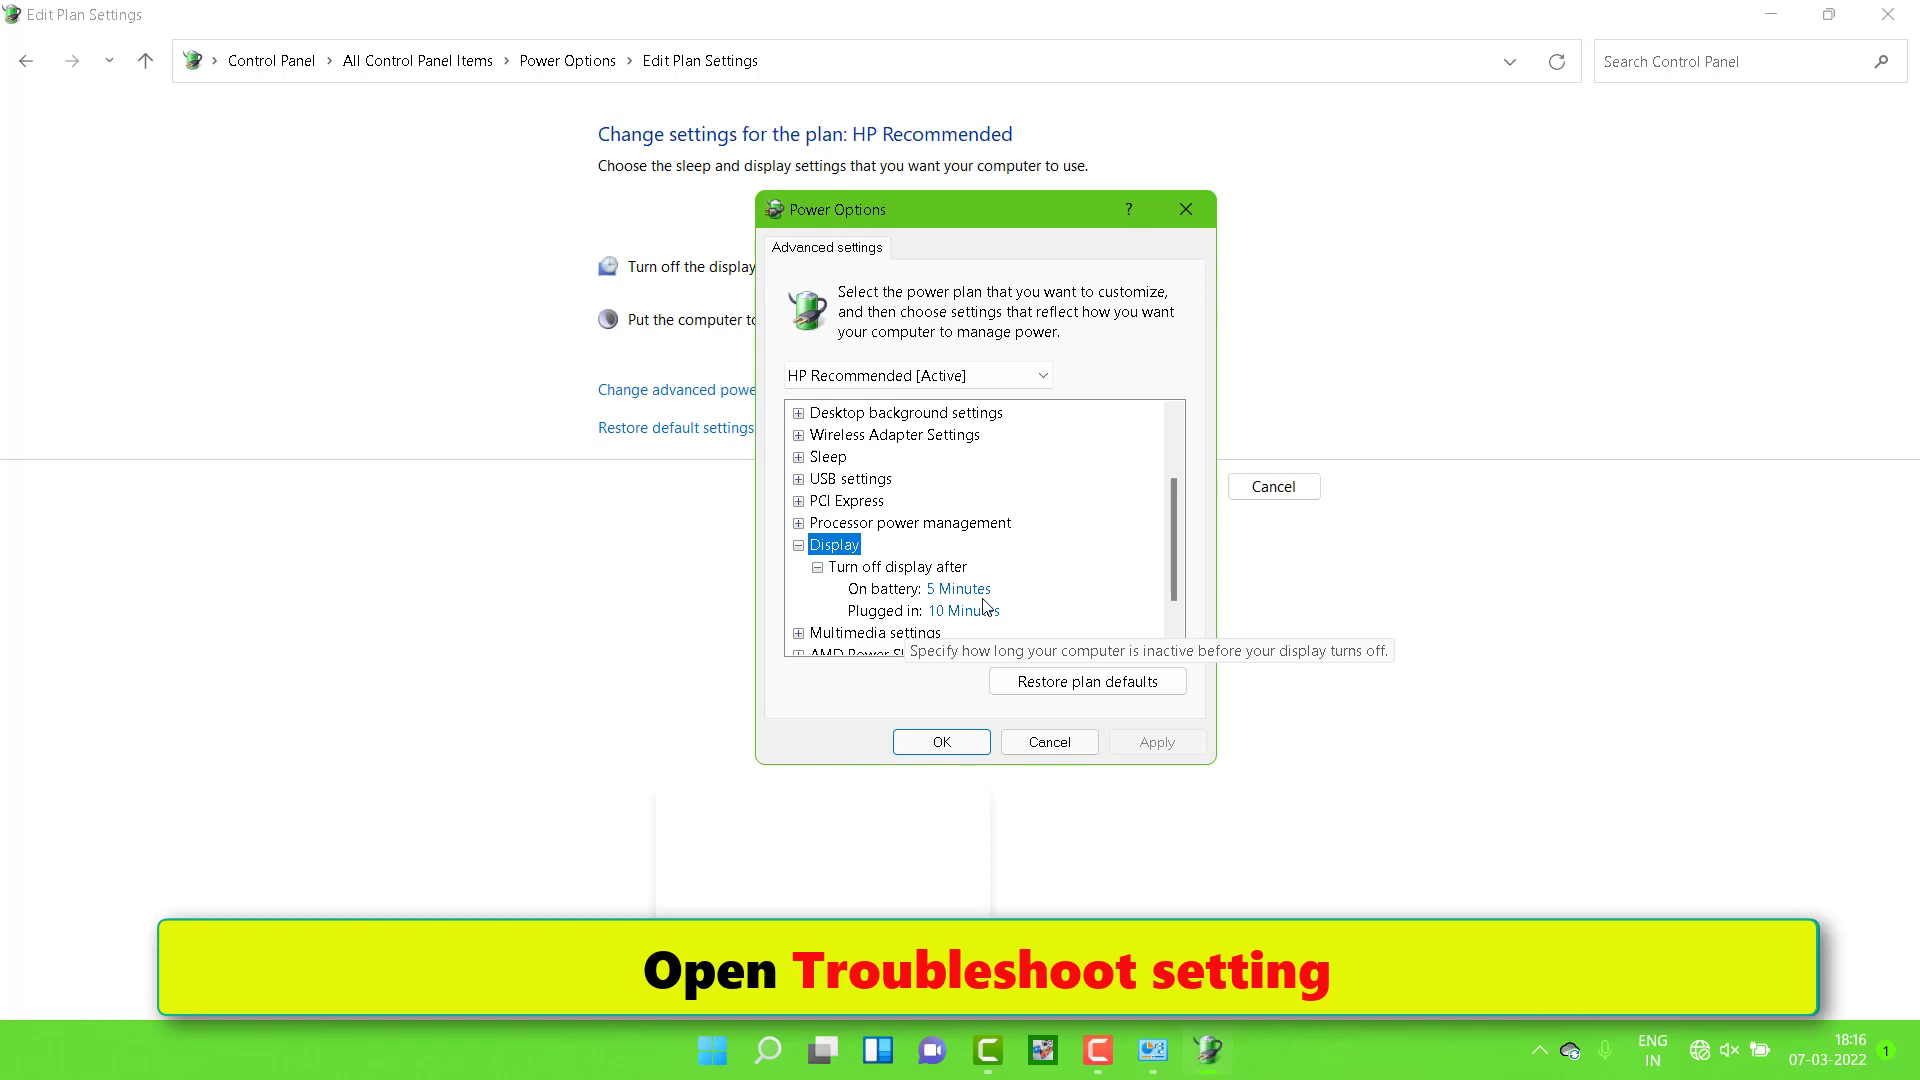 Edit Plan Settings
Control Panel > All Control Panel Items > Power Options > Edit Plan Settings
Search Control Panel
Change settings for the plan: HP Recommended
Choose the sleep and display settings that you want your computer to use.
Power Options
?
Advanced settings
Turn off the display
Select the power plan that you want to customize,
and then choose settings that reflect how you want
your computer to manage power.
Put the computer to
HP Recommended [Active]
Change advanced powe
Restore default settings
Desktop background settings
Wireless Adapter Settings
Sleep
USB settings
PCI Express
Processor power management
Display
Turn off display after
On battery: 5 Minutes
Plugged in: 10 Minutes
Multimedia settings
AMD Power Sl
Specify how long your computer is inactive before your display turns off.
Cancel
Restore plan defaults
OK
Cancel
Apply
Open Troubleshoot setting
ENG
IN
18:16
07-03-2022
1